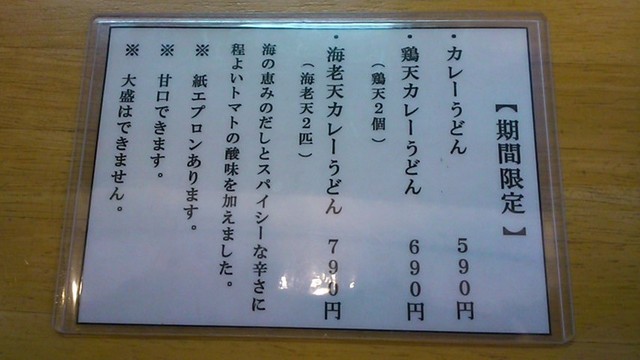 【期間限定】
・カレーうどん 590円
・鶏天カレーうどん 690円
（鶏天2個）
・海老天カレーうどん 790円
（海老天2匹）
海の恵みのだしとスパイシーな辛さに
程よいトマトの酸味を加えました。
※ 紙エプロンあります。
※ 甘口できます。
※ 大盛はできません。